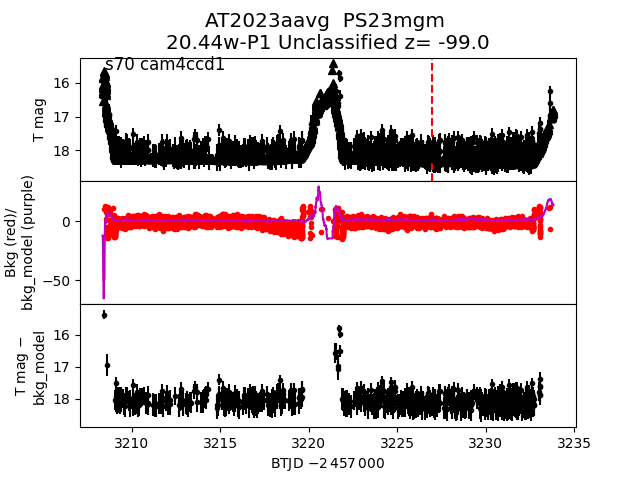 AT2023aavg PS23mgm
20.44w-P1 Unclassified z= -99.0
s70 cam4ccd1
T mag
16
17
18
Bkg (red)/
bkg_model (purple)
0
−50
T mag −
bkg_model
16
17
18
3210 3215 3220 3225 3230 3235
BTJD −2 457 000